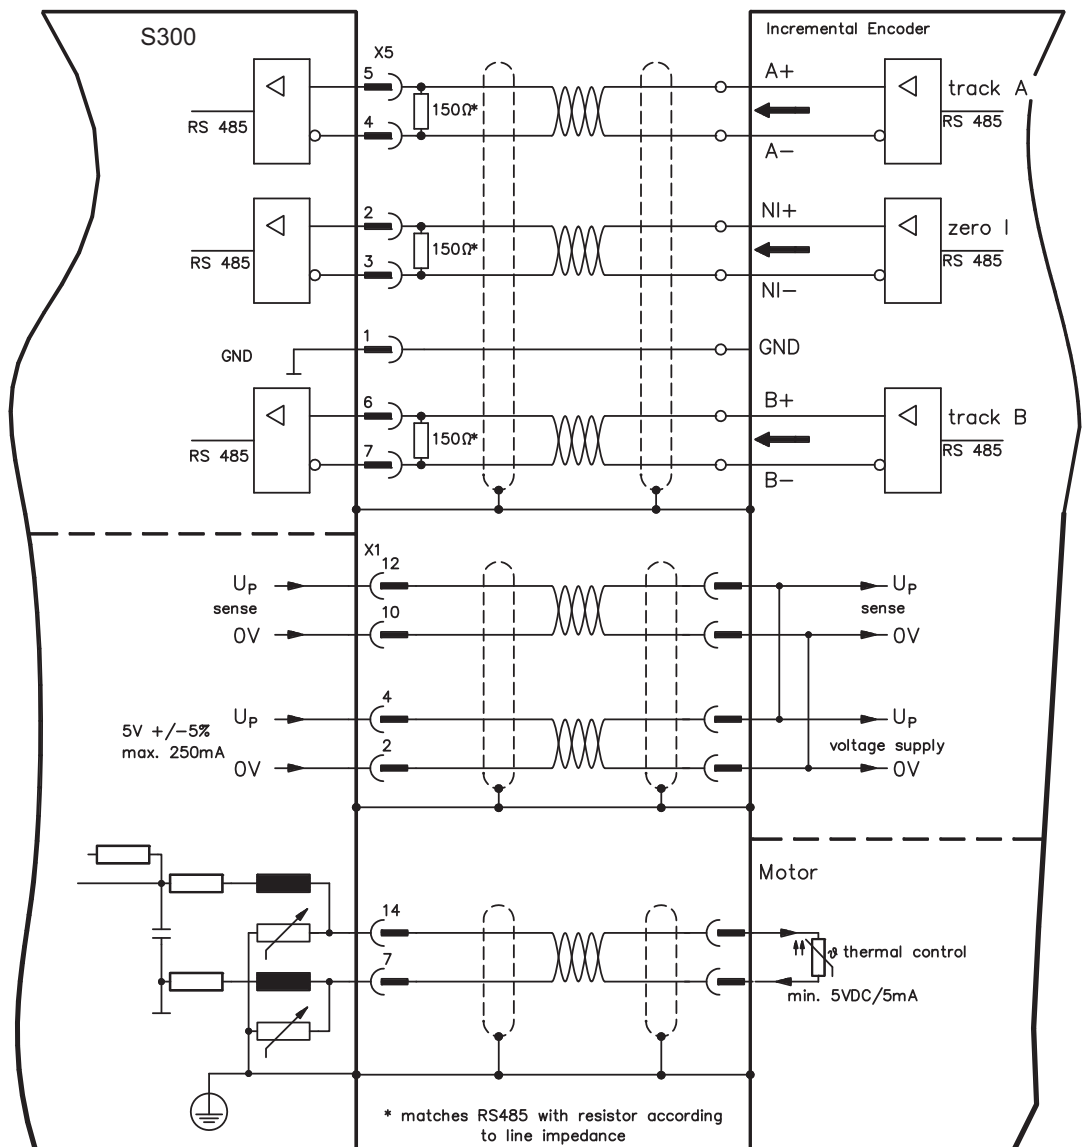 S300
Incremental Encoder
X5
5
A+
track A
150Ω*
RS 485
RS 485
4
A−
2
NI+
zero I
150Ω*
RS 485
RS 485
3
NI−
1
GND
GND
6
B+
track B
150Ω*
RS 485
RS 485
7
B−
X1
12
UP
UP
sense
sense
10
0V
0V
4
UP
UP
5V +/−5%
max. 250mA
voltage supply
2
0V
0V
Motor
14
ϑ thermal control
7
min. 5VDC/5mA
* matches RS485 with resistor according
to line impedance